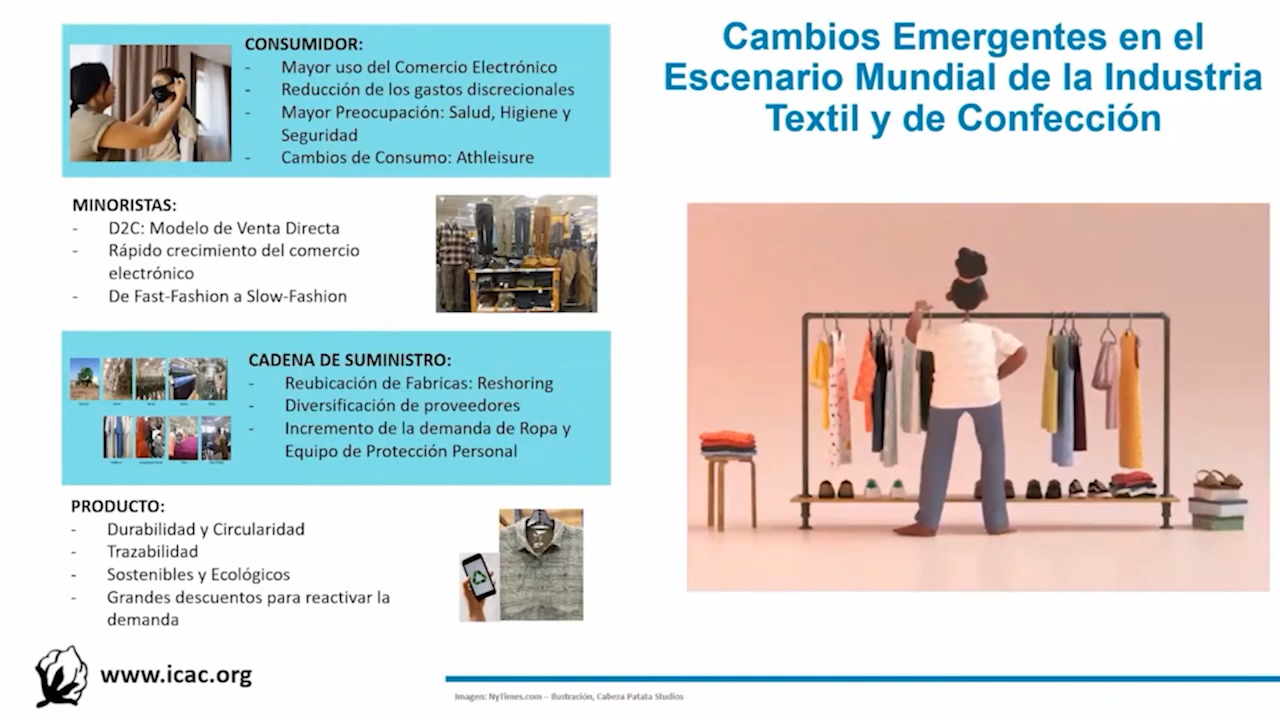 CONSUMIDOR:
- Mayor uso del Comercio Electrónico
- Reducción de los gastos discrecionales
- Mayor Preocupación: Salud, Higiene y
Seguridad
- Cambios de Consumo: Athleisure
MINORISTAS:
- D2C: Modelo de Venta Directa
- Rápido crecimiento del comercio
electrónico
- De Fast-Fashion a Slow-Fashion
CADENA DE SUMINISTRO:
- Reubicación de Fabricas: Reshoring
- Diversificación de proveedores
- Incremento de la demanda de Ropa y
Equipo de Protección Personal
PRODUCTO:
- Durabilidad y Circularidad
- Trazabilidad
- Sostenibles y Ecológicos
- Grandes descuentos para reactivar la
demanda
www.icac.org
Cambios Emergentes en el
Escenario Mundial de la Industria
Textil y de Confección
Imagen: NyTimes.com – Ilustración, Cabeza Patata Studios